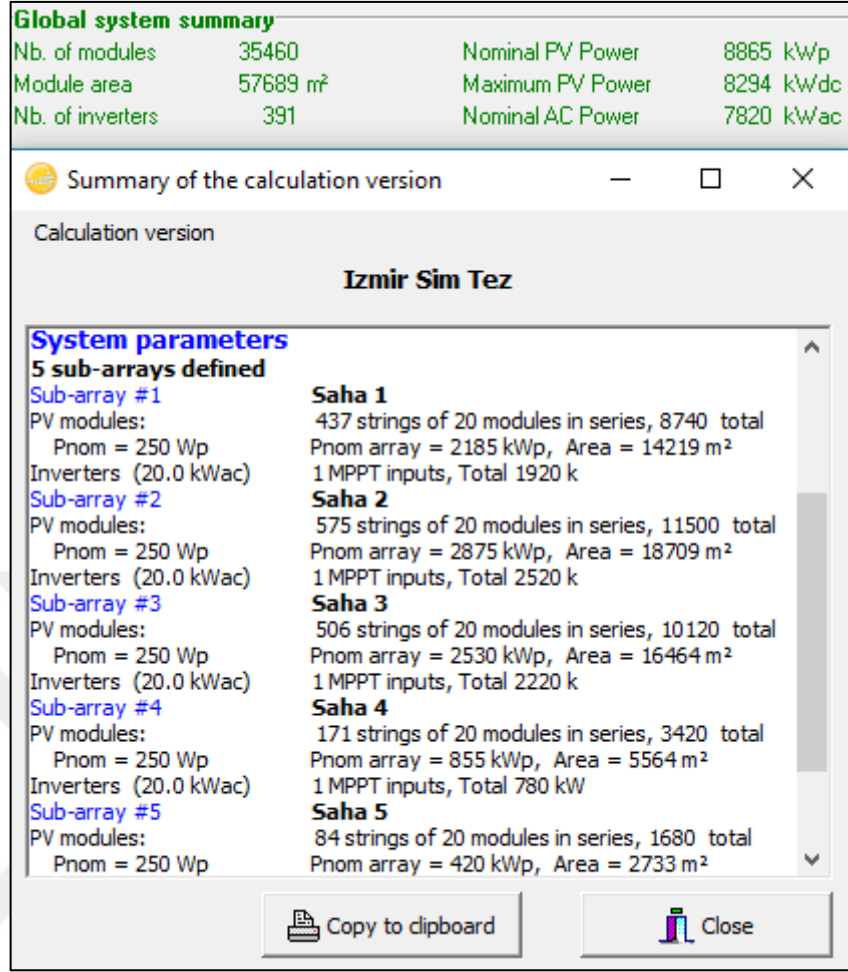 Global system summary
Nb. of modules 35460 Nominal PV Power 8865 kWp
Module area 57689 m² Maximum PV Power 8294 kWdc
Nb. of inverters 391 Nominal AC Power 7820 kWac
Summary of the calculation version
Calculation version
Izmir Sim Tez
System parameters
5 sub-arrays defined
Sub-array #1 Saha 1
PV modules: 437 strings of 20 modules in series, 8740 total
Pnom = 250 Wp Pnom array = 2185 kWp, Area = 14219 m²
Inverters (20.0 kWac) 1 MPPT inputs, Total 1920 k
Sub-array #2 Saha 2
PV modules: 575 strings of 20 modules in series, 11500 total
Pnom = 250 Wp Pnom array = 2875 kWp, Area = 18709 m²
Inverters (20.0 kWac) 1 MPPT inputs, Total 2520 k
Sub-array #3 Saha 3
PV modules: 506 strings of 20 modules in series, 10120 total
Pnom = 250 Wp Pnom array = 2530 kWp, Area = 16464 m²
Inverters (20.0 kWac) 1 MPPT inputs, Total 2220 k
Sub-array #4 Saha 4
PV modules: 171 strings of 20 modules in series, 3420 total
Pnom = 250 Wp Pnom array = 855 kWp, Area = 5564 m²
Inverters (20.0 kWac) 1 MPPT inputs, Total 780 kW
Sub-array #5 Saha 5
PV modules: 84 strings of 20 modules in series, 1680 total
Pnom = 250 Wp Pnom array = 420 kWp, Area = 2733 m²
Copy to clipboard Close